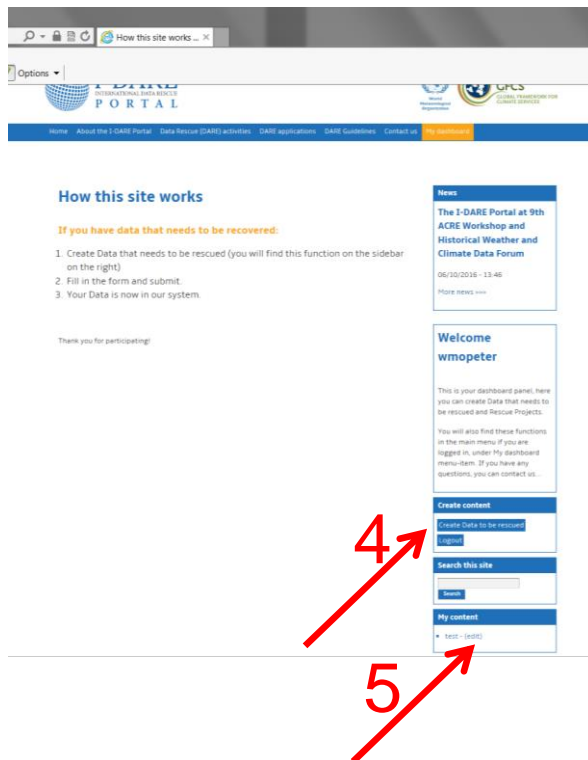 How this site works ... ×
Options
I-DARE
INTERNATIONAL DATA RESCUE
PORTAL
World
Meteorological
Organization
GFCS
GLOBAL FRAMEWORK FOR
CLIMATE SERVICES
Home About the I-DARE Portal Data Rescue (DARE) activities DARE applications DARE Guidelines Contact us My dashboard
How this site works
If you have data that needs to be recovered:
1. Create Data that needs to be rescued (you will find this function on the sidebar
on the right)
2. Fill in the form and submit.
3. Your Data is now in our system.
Thank you for participating!
News
The I-DARE Portal at 9th
ACRE Workshop and
Historical Weather and
Climate Data Forum
06/10/2016 - 13:46
More news »»»
Welcome
wmopeter
This is your dashboard panel, here
you can create Data that needs to
be rescued and Rescue Projects.
You will also find these functions
in the main menu if you are
logged in, under My dashboard
menu-item. If you have any
questions, you can contact us...
Create content
Create Data to be rescued
Logout
4
Search this site
Search
My content
• test - (edit)
5